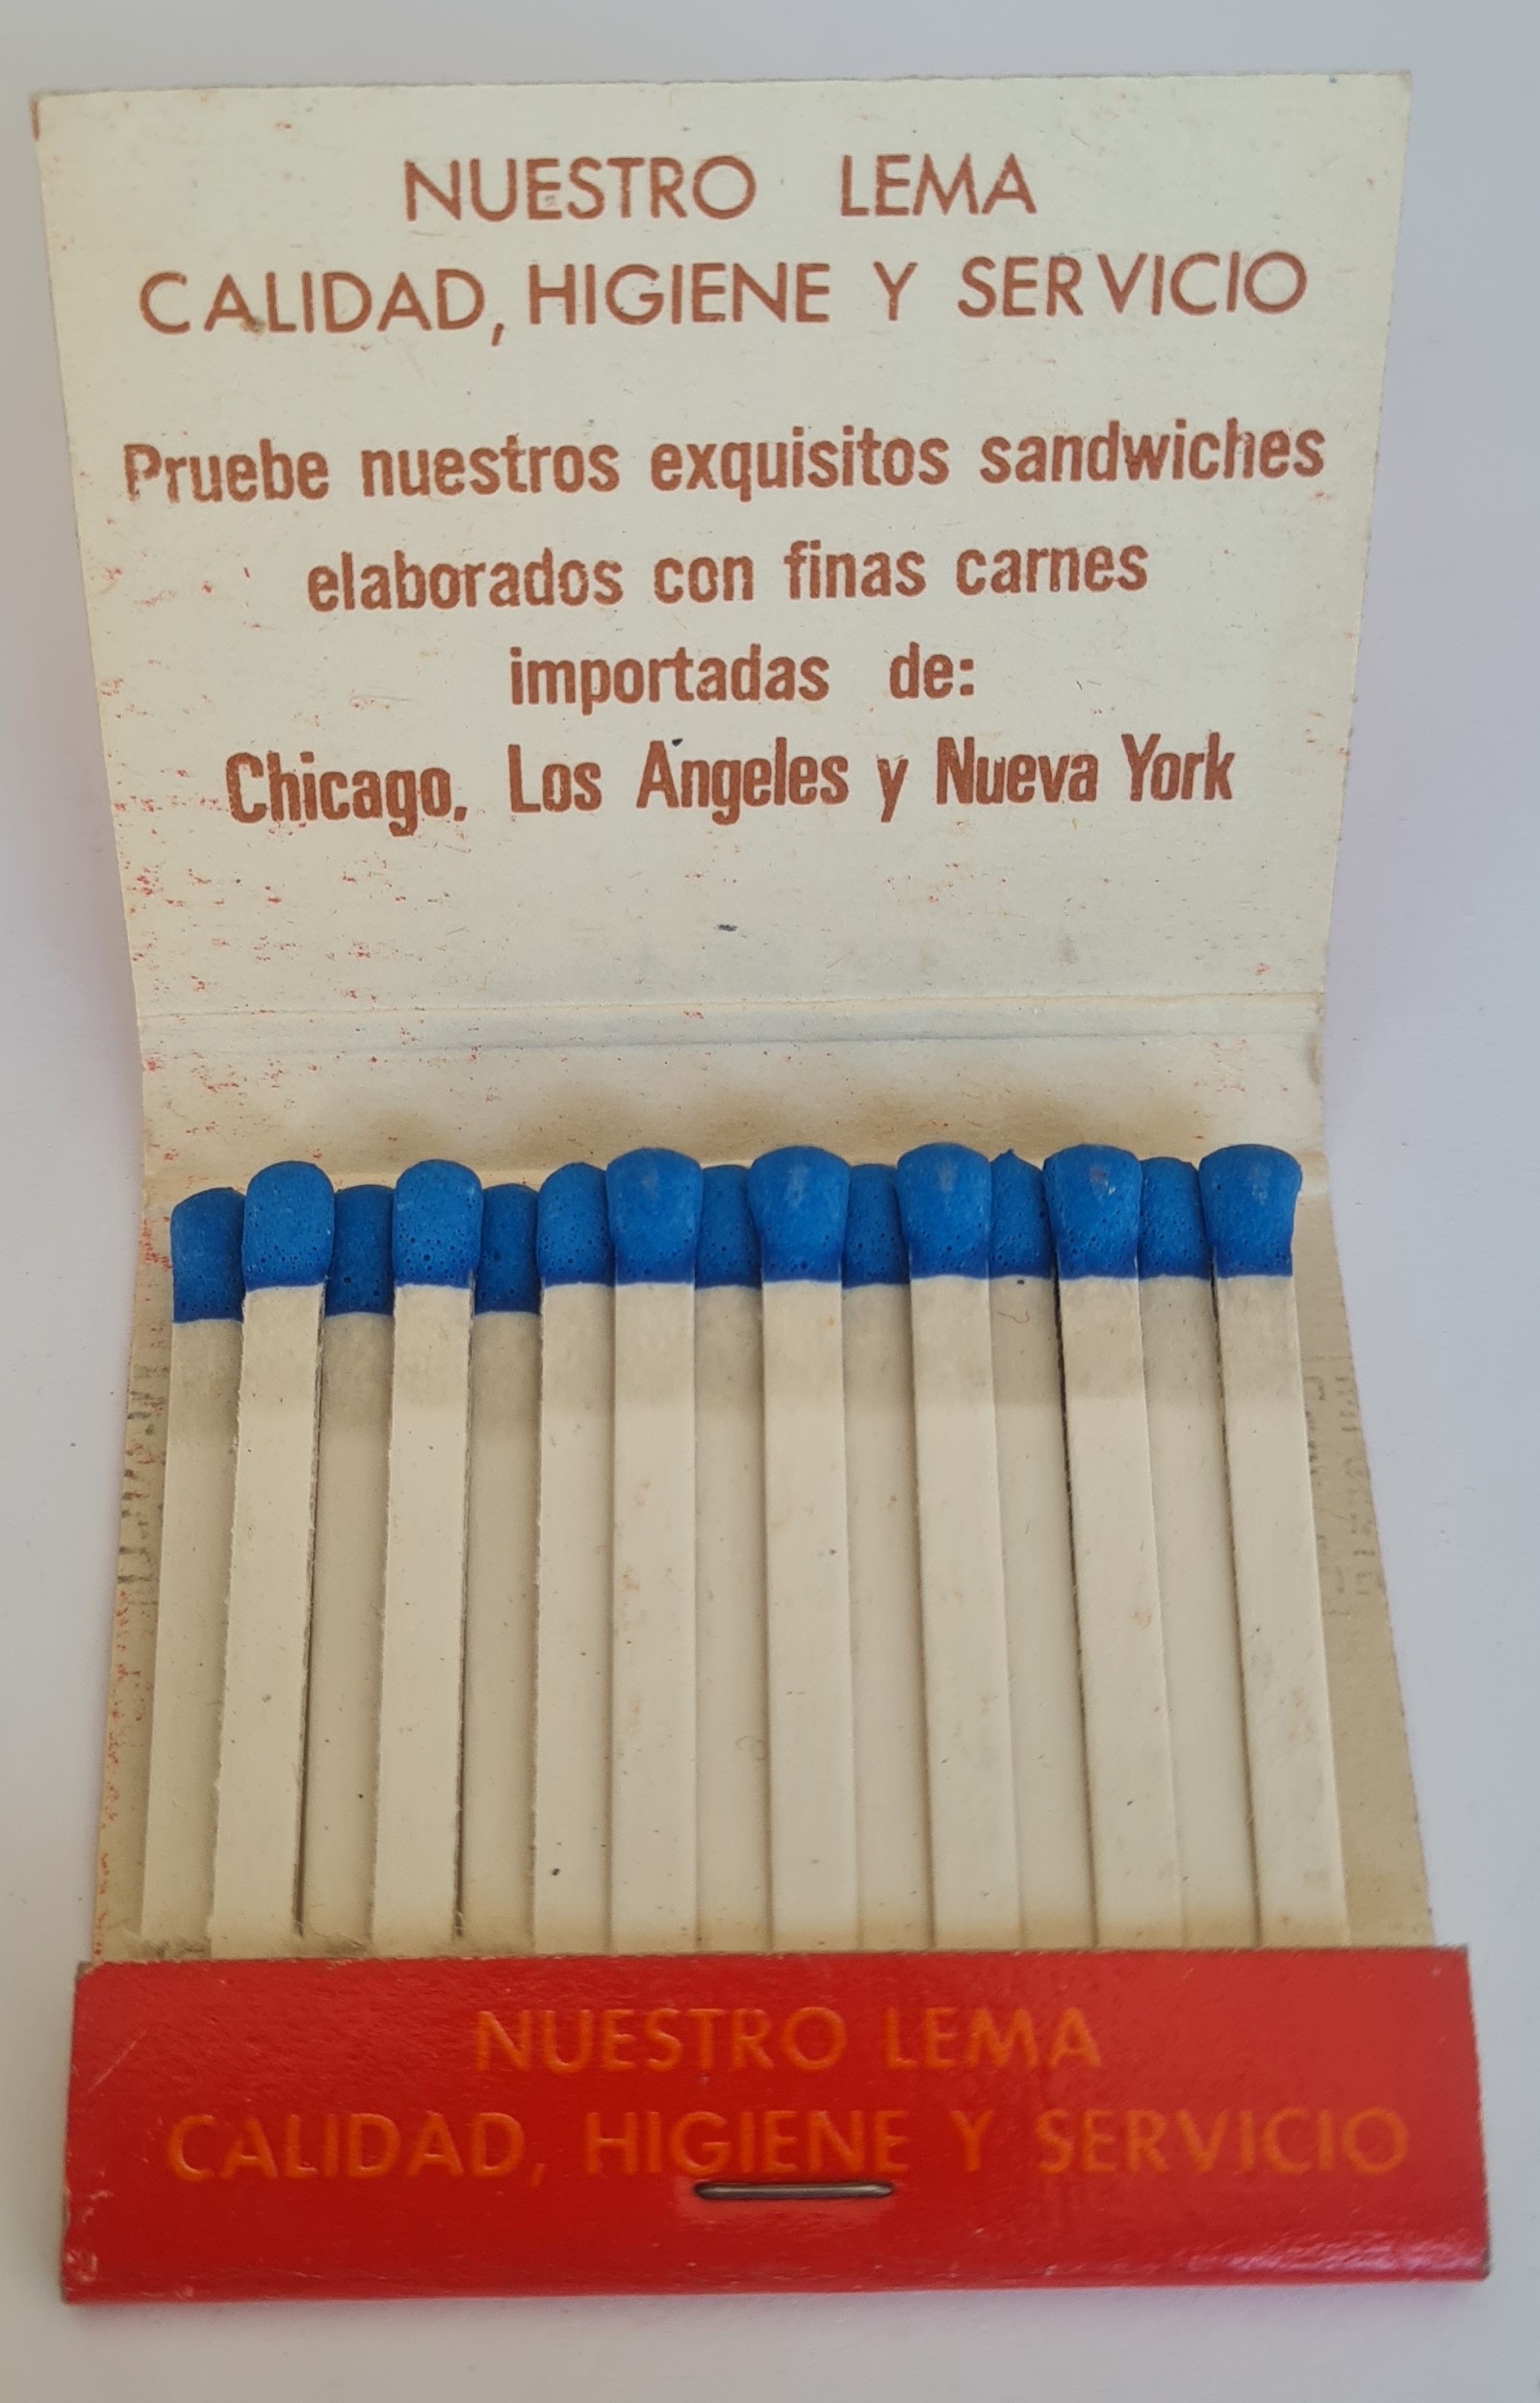 NUESTRO LEMA
CALIDAD, HIGIENE Y SERVICIO
Pruebe nuestros exquisitos sandwiches
elaborados con finas carnes
importadas de:
Chicago, Los Angeles y Nueva York
NUESTRO LEMA
CALIDAD, HIGIENE Y SERVICIO